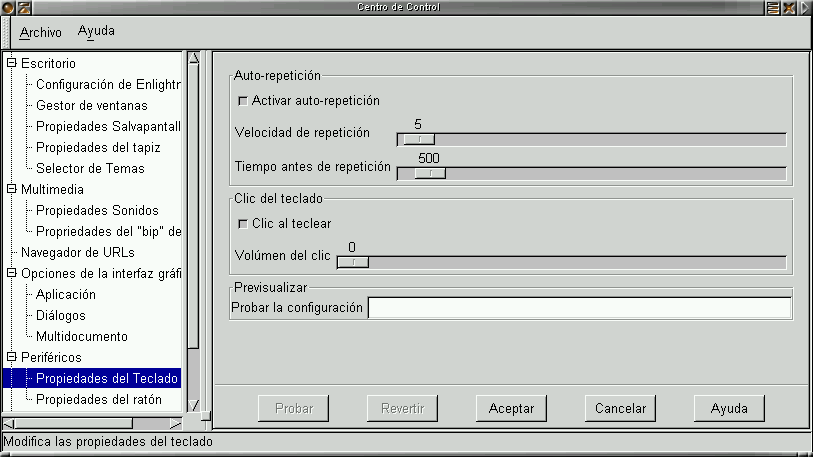 Centro de Control
Archivo Ayuda
Escritorio
Configuración de Enlightn
Gestor de ventanas
Propiedades Salvapantall
Propiedades del tapiz
Selector de Temas
Multimedia
Propiedades Sonidos
Propriedades del "bip" de
Navegador de URLs
Opciones de la interfaz gráfi
Aplicación
Diálogos
Multidocumento
Periféricos
Propiedades del Teclado
Propiedades del ratón
Auto-repetición
Activar auto-repetición
Velocidad de repetición 5
Tiempo antes de repetición 500
Clic del teclado
Clic al teclear
Volúmen del clic 0
Previsualizar
Probar la configuración
Probar Revertir Aceptar Cancelar Ayuda
Modifica las propiedades del teclado